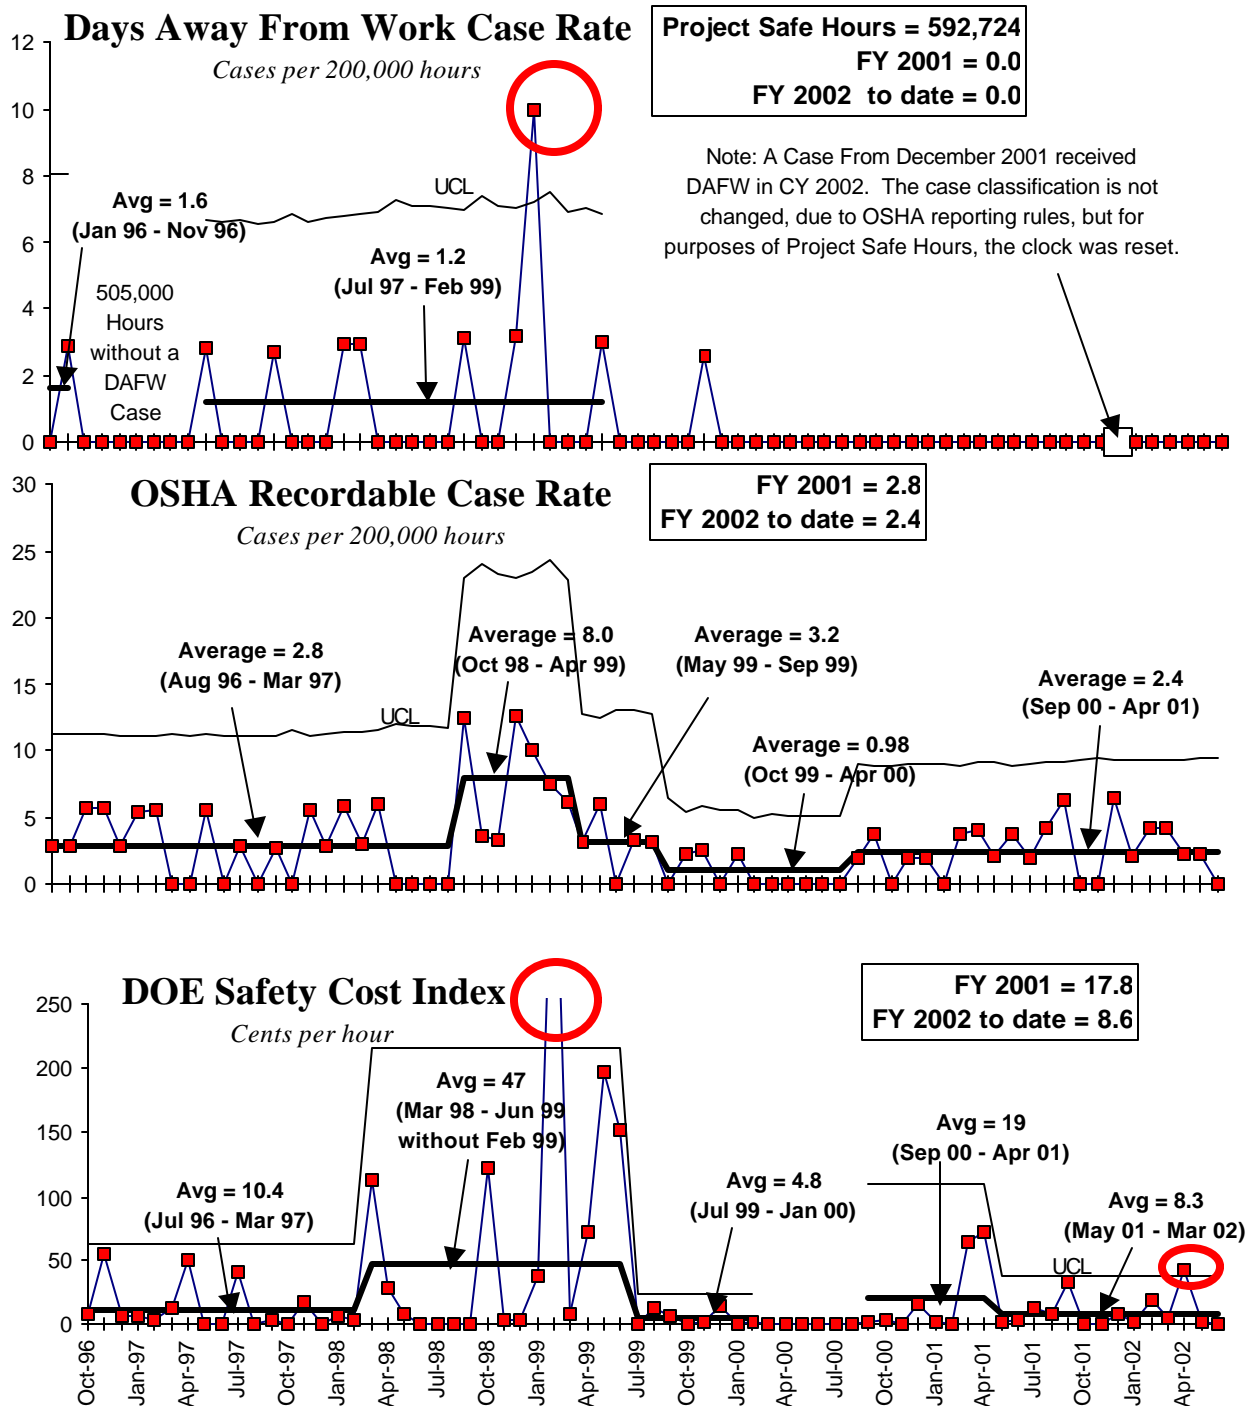 Days Away From Work Case Rate
Cases per 200,000 hours
Project Safe Hours = 592,724
FY 2001 = 0.0
FY 2002 to date = 0.0
Note: A Case From December 2001 received
DAFW in CY 2002. The case classification is not
changed, due to OSHA reporting rules, but for
purposes of Project Safe Hours, the clock was reset.
12
10
8
6
4
2
0
Avg = 1.6
(Jan 96 - Nov 96)
505,000
Hours
without a
DAFW
Case
UCL
Avg = 1.2
(Jul 97 - Feb 99)
OSHA Recordable Case Rate
Cases per 200,000 hours
FY 2001 = 2.8
FY 2002 to date = 2.4
30
25
20
15
10
5
0
Average = 2.8
(Aug 96 - Mar 97)
UCL
Average = 8.0
(Oct 98 - Apr 99)
Average = 3.2
(May 99 - Sep 99)
Average = 0.98
(Oct 99 - Apr 00)
Average = 2.4
(Sep 00 - Apr 01)
DOE Safety Cost Index
Cents per hour
FY 2001 = 17.8
FY 2002 to date = 8.6
250
200
150
100
50
0
Avg = 10.4
(Jul 96 - Mar 97)
Avg = 47
(Mar 98 - Jun 99
without Feb 99)
Avg = 4.8
(Jul 99 - Jan 00)
Avg = 19
(Sep 00 - Apr 01)
Avg = 8.3
(May 01 - Mar 02)
UCL
Oct-96
Jan-97
Apr-97
Jul-97
Oct-97
Jan-98
Apr-98
Jul-98
Oct-98
Jan-99
Apr-99
Jul-99
Oct-99
Jan-00
Apr-00
Jul-00
Oct-00
Jan-01
Apr-01
Jul-01
Oct-01
Jan-02
Apr-02